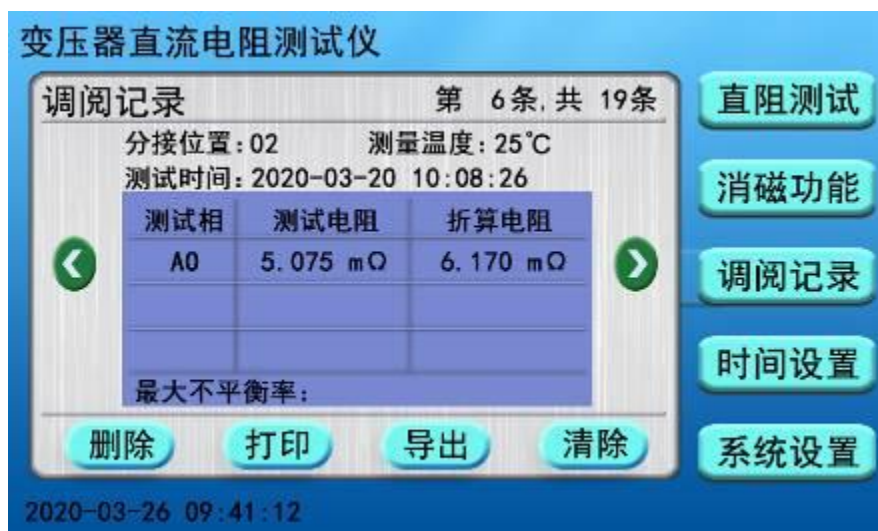 变压器直流电阻测试仪
调阅记录 第 6条,共 19条
分接位置:02 测量温度:25℃
测试时间:2020-03-20 10:08:26
测试相 测试电阻 折算电阻
A0 5.075 mΩ 6.170 mΩ
最大不平衡率:
删除 打印 导出 清除
直阻测试
消磁功能
调阅记录
时间设置
系统设置
2020-03-26 09:41:12